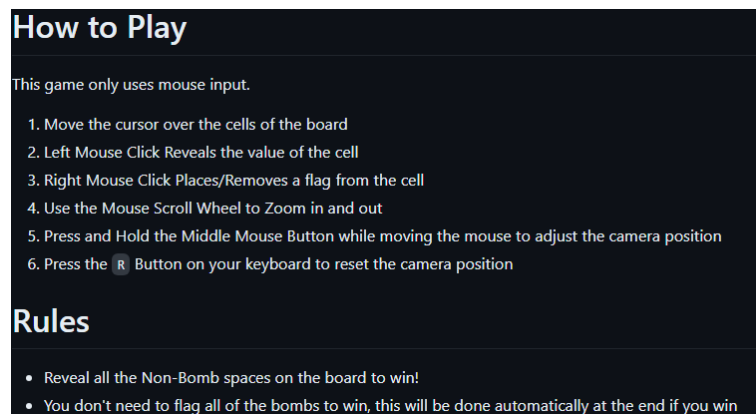 How to Play
This game only uses mouse input.
1. Move the cursor over the cells of the board
2. Left Mouse Click Reveals the value of the cell
3. Right Mouse Click Places/Removes a flag from the cell
4. Use the Mouse Scroll Wheel to Zoom in and out
5. Press and Hold the Middle Mouse Button while moving the mouse to adjust the camera position
6. Press the R Button on your keyboard to reset the camera position
Rules
• Reveal all the Non-Bomb spaces on the board to win!
• You don't need to flag all of the bombs to win, this will be done automatically at the end if you win